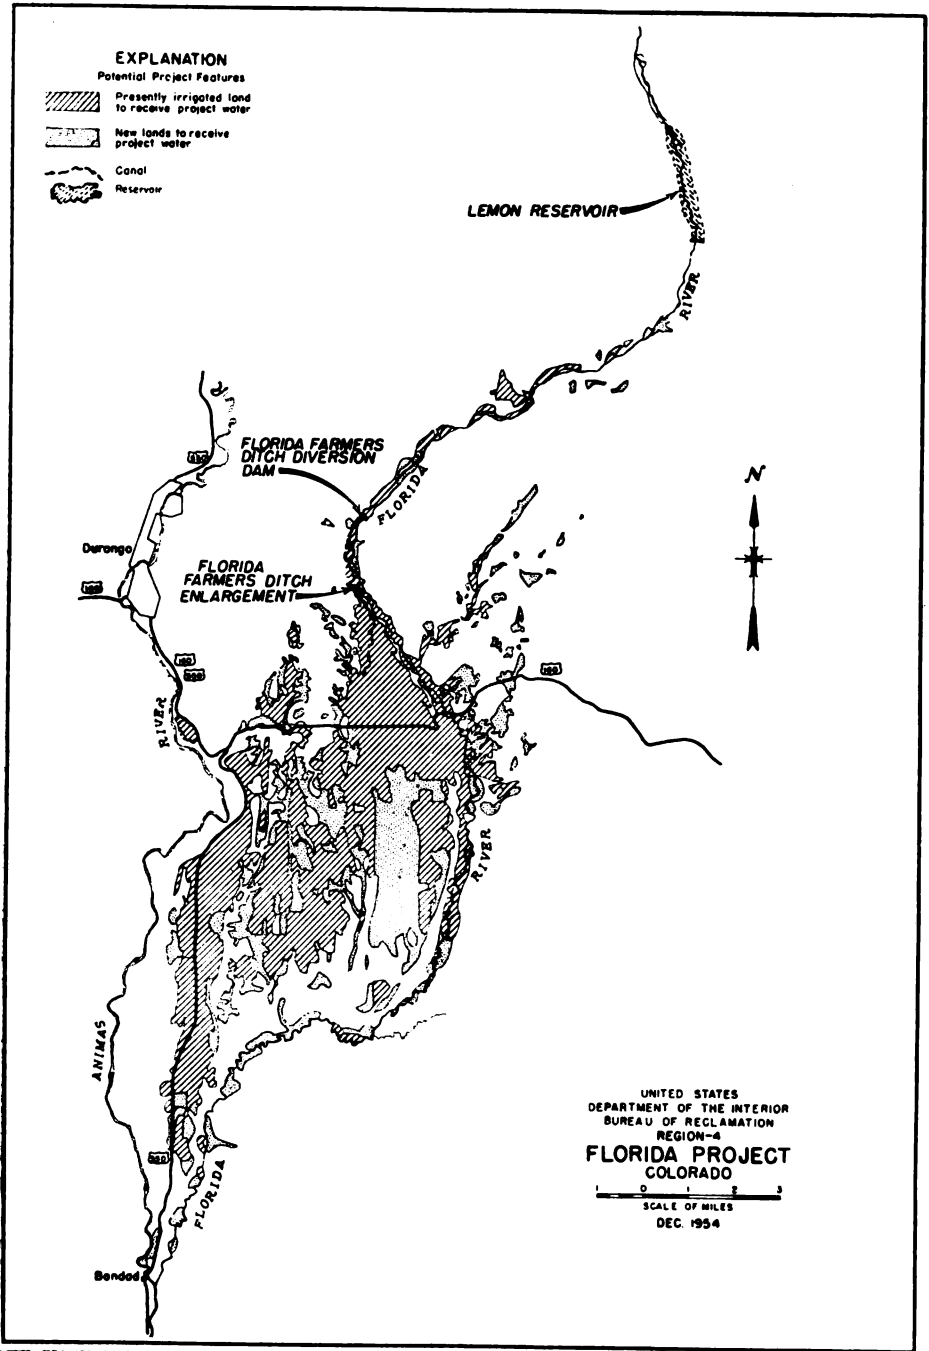 EXPLANATION
Potential Project Features
Presently irrigated land
to receive project water
New lands to receive
project water
Canal
Reservoir
LEMON RESERVOIR
RIVER
FLORIDA FARMERS
DITCH DIVERSION
DAM
FLORIDA
N
Durango
160
FLORIDA
FARMERS DITCH
ENLARGEMENT
160
160
RIVER
RIVER
ANIMAS
UNITED STATES
DEPARTMENT OF THE INTERIOR
BUREAU OF RECLAMATION
REGION-4
FLORIDA PROJECT
COLORADO
1 0 1 2 3
SCALE OF MILES
DEC. 1954
FLORIDA
Bondad